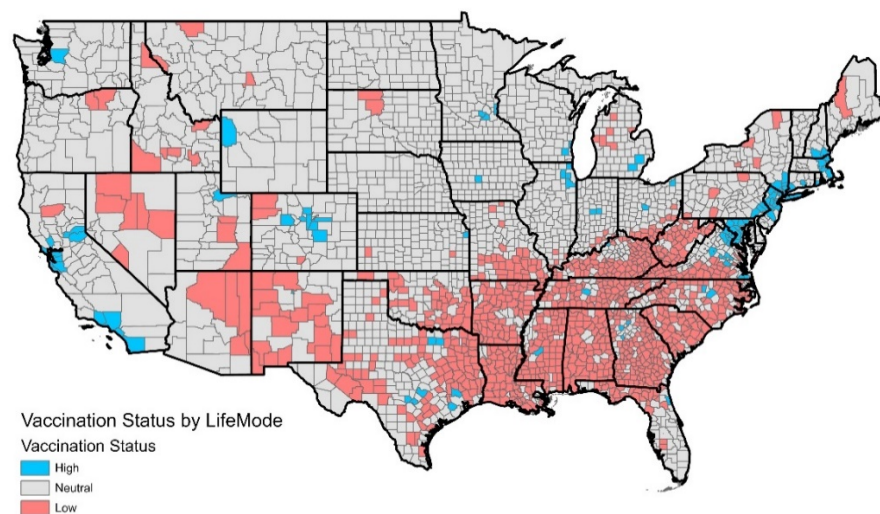 Vaccination Status by LifeMode
Vaccination Status
High
Neutral
Low